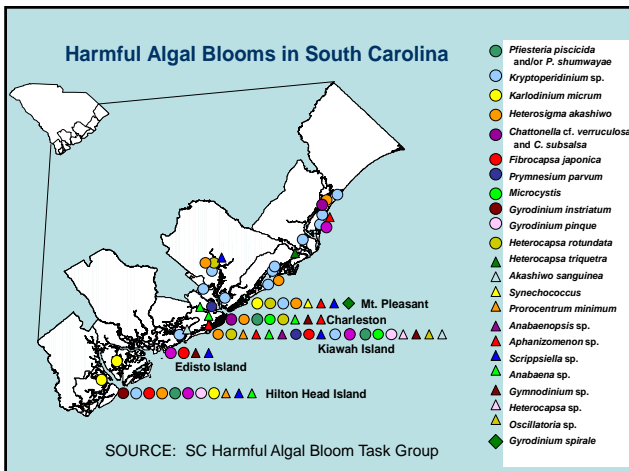 Harmful Algal Blooms in South Carolina
Pfiesteria piscicida
and/or P. shumwayae
Kryptoperidinium sp.
Karlodinium micrum
Heterosigma akashiwo
Chattonella cf. verruculosa
and C. subsalsa
Fibrocapsa japonica
Prymnesium parvum
Microcystis
Gyrodinium instriatum
Gyrodinium pinque
Heterocapsa rotundata
Heterocapsa triquetra
Akashiwo sanguinea
Synechococcus
Prorocentrum minimum
Anabaenopsis sp.
Aphanizomenon sp.
Scrippsiella sp.
Anabaena sp.
Gymnodinium sp.
Heterocapsa sp.
Oscillatoria sp.
Gyrodinium spirale
Mt. Pleasant
Charleston
Kiawah Island
Edisto Island
Hilton Head Island
SOURCE: SC Harmful Algal Bloom Task Group